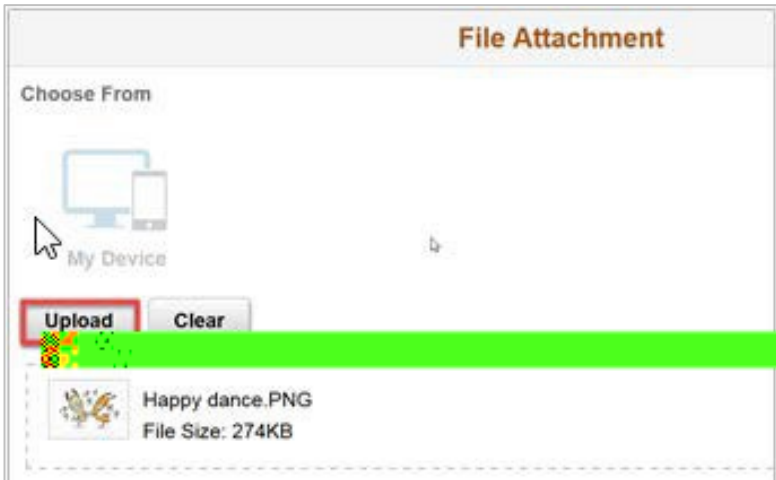 File Attachment
Choose From
My Device
Upload Clear
Happy dance.PNG
File Size: 274KB